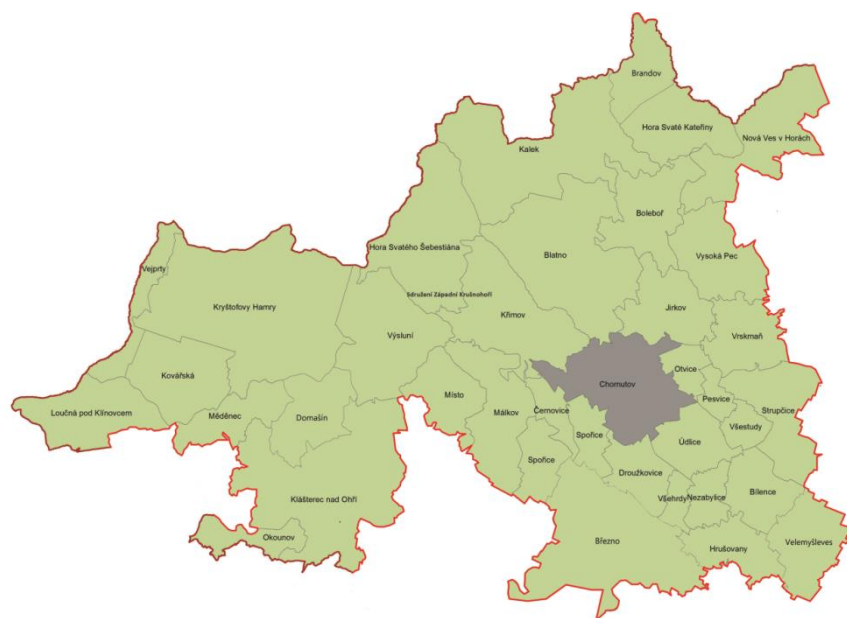 Brandov
Hora Svaté Kateřiny
Nová Ves v Horách
Kalek
Boleboř
Hora Svatého Šebestiána
Blatno
Vysoká Pec
Vejprty
Sdružení Západní Krušnohoří
Kryštofovy Hamry
Jirkov
Křimov
Výsluní
Vrskmaň
Kovářská
Otvice
Chomutov
Místo
Pesvice
Loučná pod Klínovcem
Málkov
Černovice
Strupčice
Měděnec
Domašín
Všestudy
Spořice
Údlice
Spořice
Droužkovice
Bílence
Klášterec nad Ohří
Všehrdy
Nezabylice
Okounov
Březno
Velemyšleves
Hrušovany